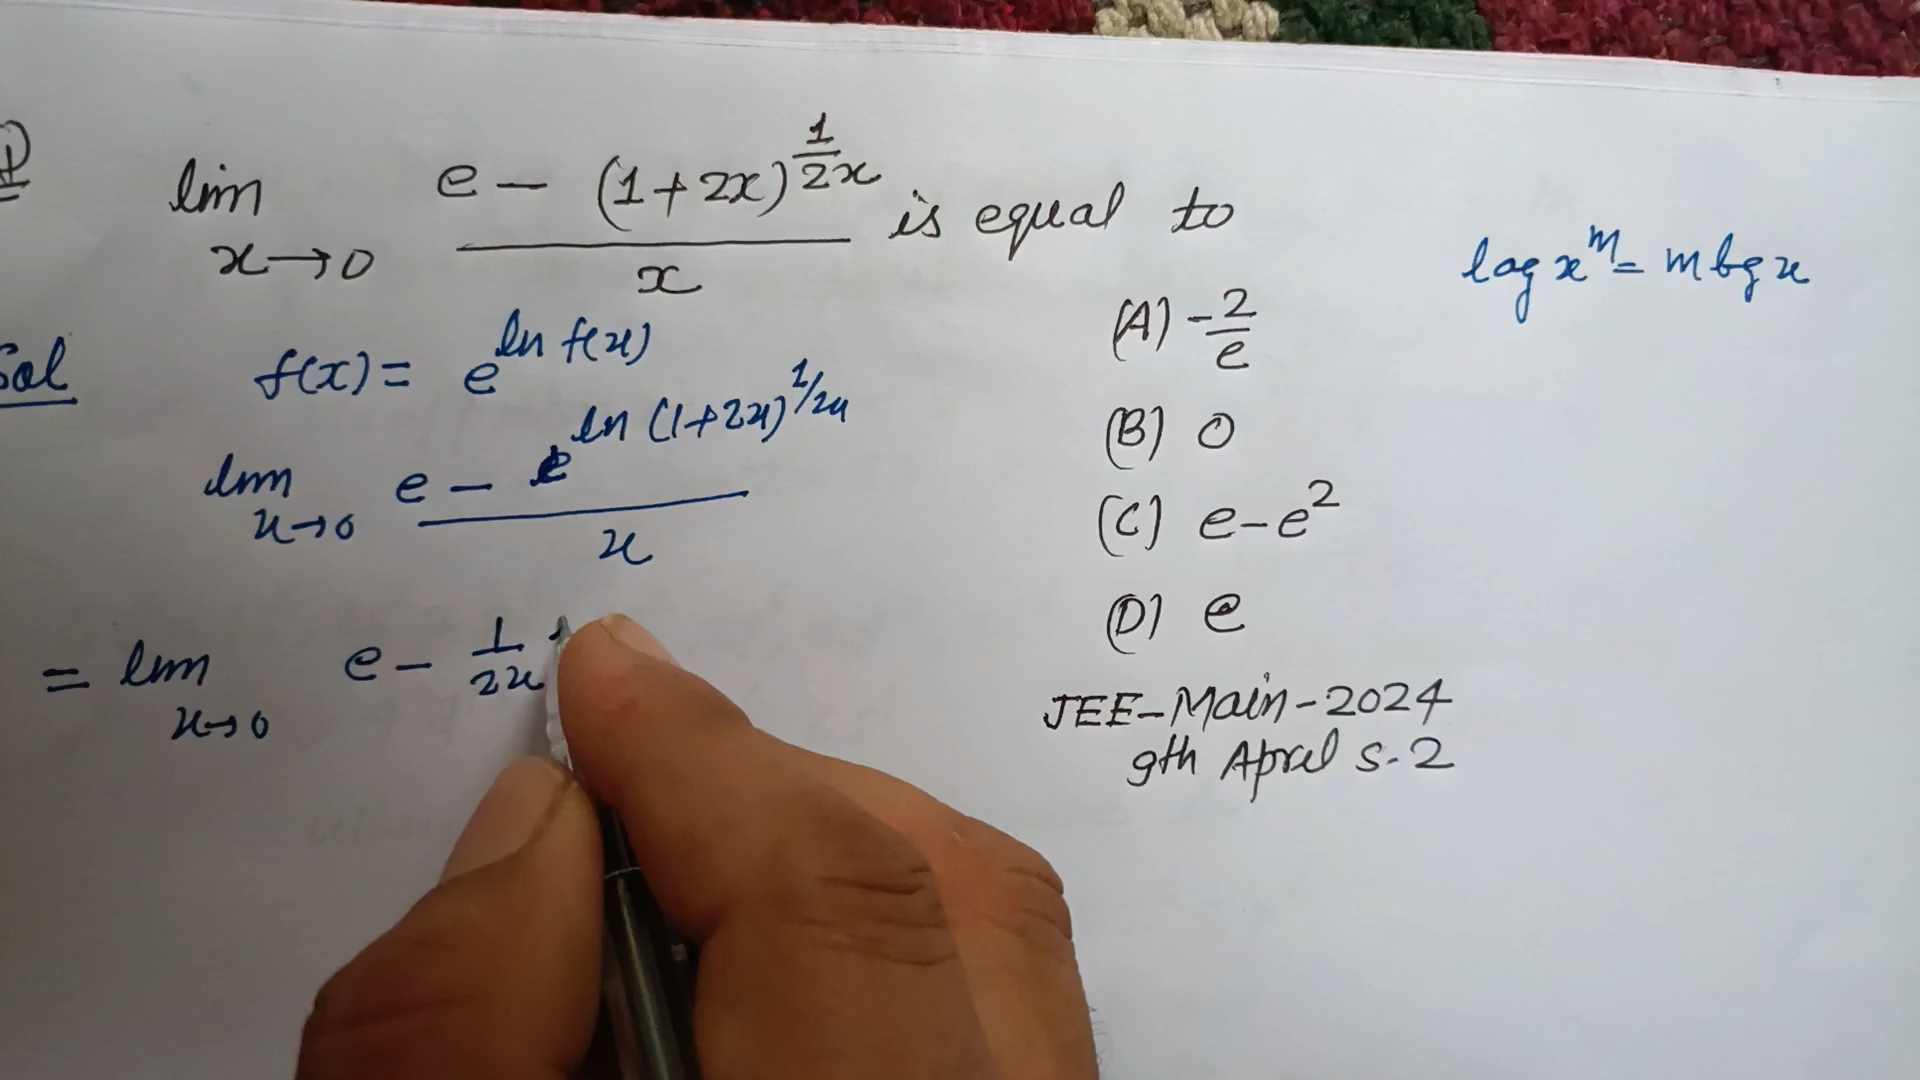 lim e - (1+2x)^{1/2x} is equal to
x→0 x
log x^m = m log x
(A) -2/e
Sol f(x) = e^{ln f(x)}
(B) 0
lim e - e^{ln (1+2x)^{1/2x}}
x→0 x
(C) e - e^2
(D) e
= lim e - 1/2x
x→0
JEE-Main-2024
9th April S-2